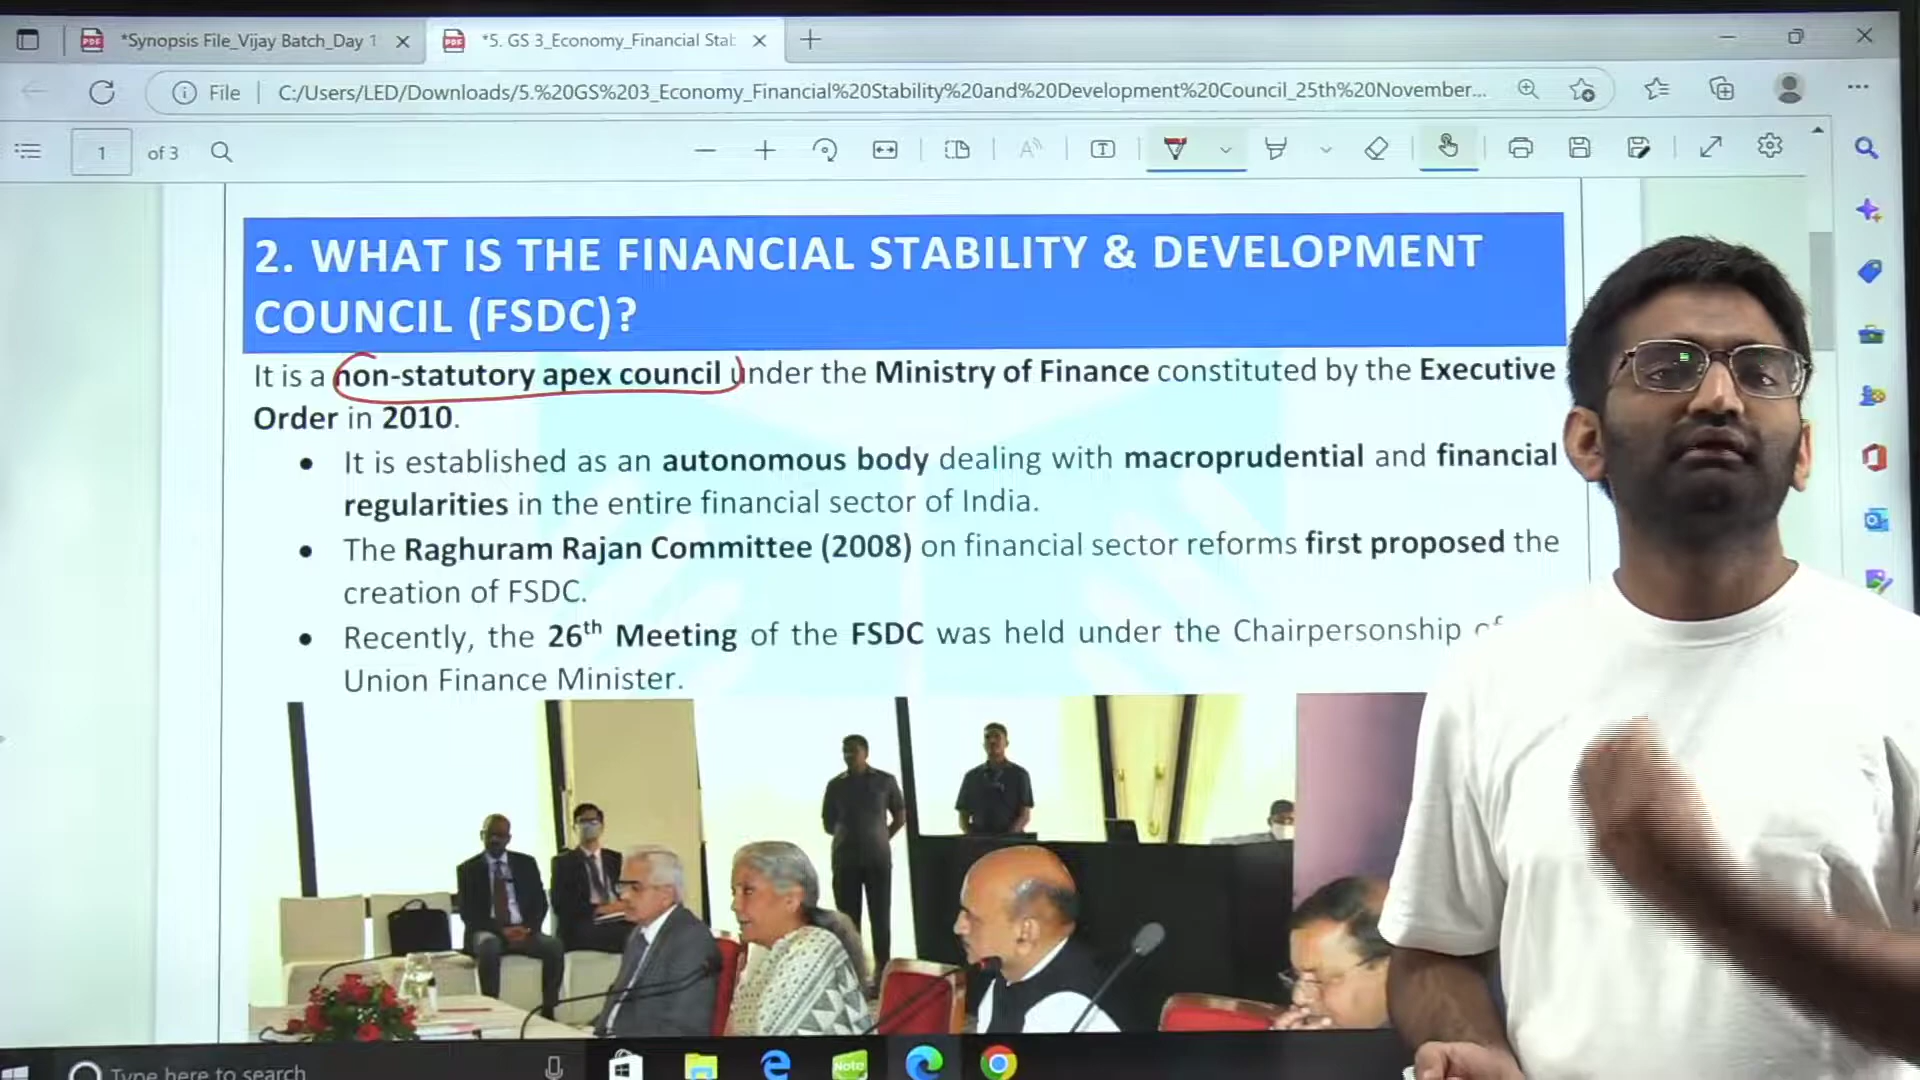 *Synopsis File_Vijay Batch_Day 1
*5. GS 3_Economy_Financial Stal
File
C:/Users/LED/Downloads/5.%20GS%203_Economy_Financial%20Stability%20and%20Development%20Council_25th%20November...
1 of 3
2. WHAT IS THE FINANCIAL STABILITY & DEVELOPMENT
COUNCIL (FSDC)?
It is a non-statutory apex council under the Ministry of Finance constituted by the Executive
Order in 2010.
• It is established as an autonomous body dealing with macroprudential and financial
regularities in the entire financial sector of India.
• The Raghuram Rajan Committee (2008) on financial sector reforms first proposed the
creation of FSDC.
• Recently, the 26th Meeting of the FSDC was held under the Chairpersonship of
Union Finance Minister.
Note
Type here to search